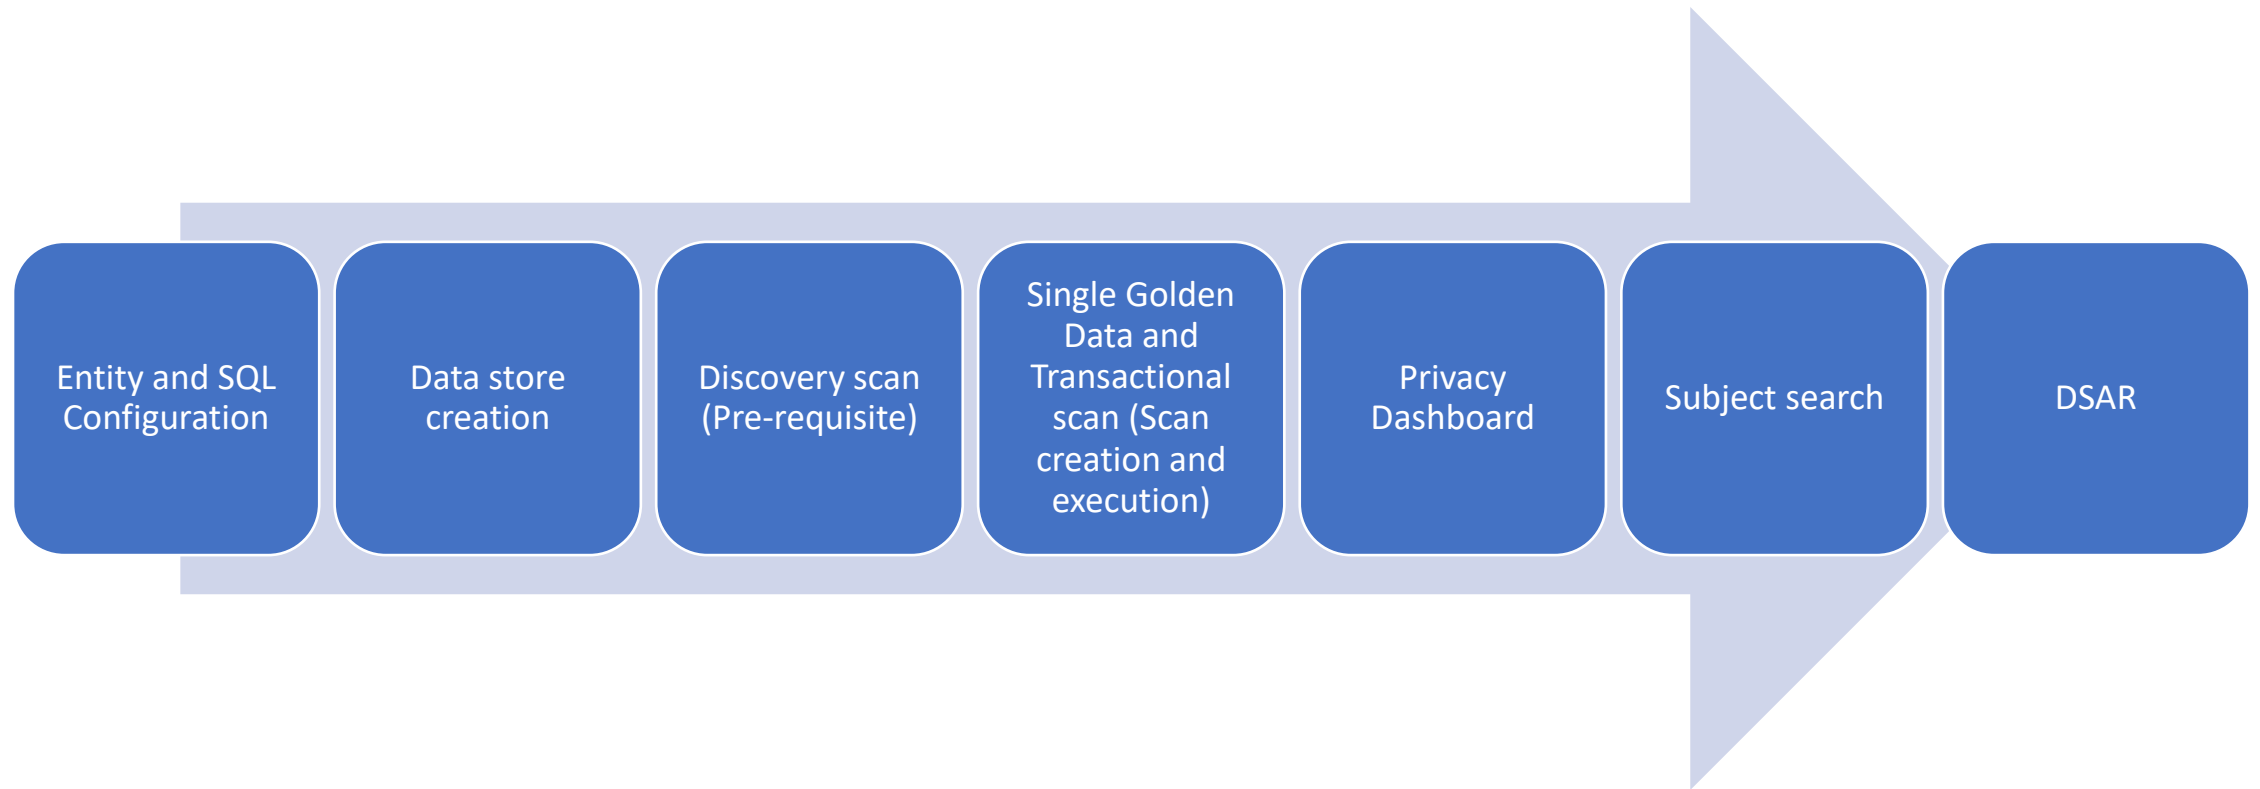 Entity and SQL
Configuration
Data store
creation
Discovery scan
(Pre-requisite)
Single Golden
Data and
Transactional
scan (Scan
creation and
execution)
Privacy
Dashboard
Subject search
DSAR